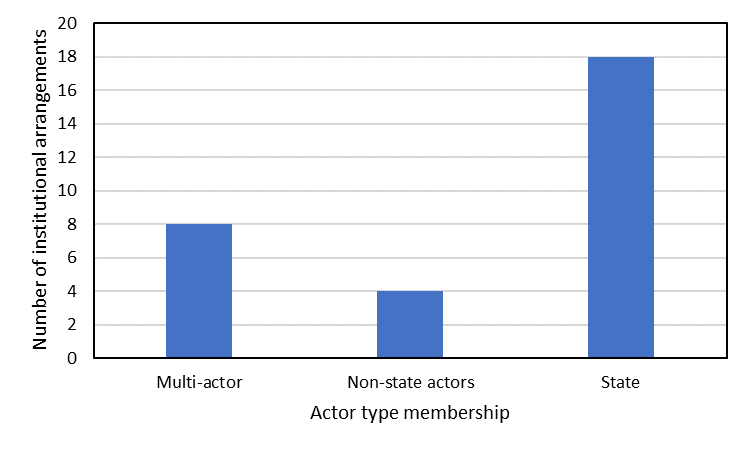 Number of institutional arrangements
20
18
16
14
12
10
8
6
4
2
0
Multi-actor
Non-state actors
State
Actor type membership